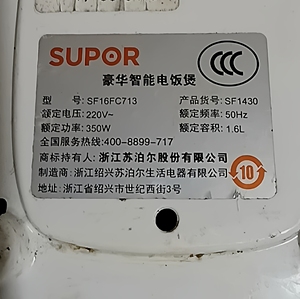 SUPOR
CCC
豪华智能电饭煲
型 号: SF16FC713 产品货号: SF1430
额定电压: 220V~ 额定频率: 50Hz
额定功率: 350W 额定容积: 1.6L
全国服务热线:400-8899-717
商标持有人: 浙江苏泊尔股份有限公司
制造商: 浙江绍兴苏泊尔生活电器有限公司
地址: 浙江省绍兴市世纪西街3号
10